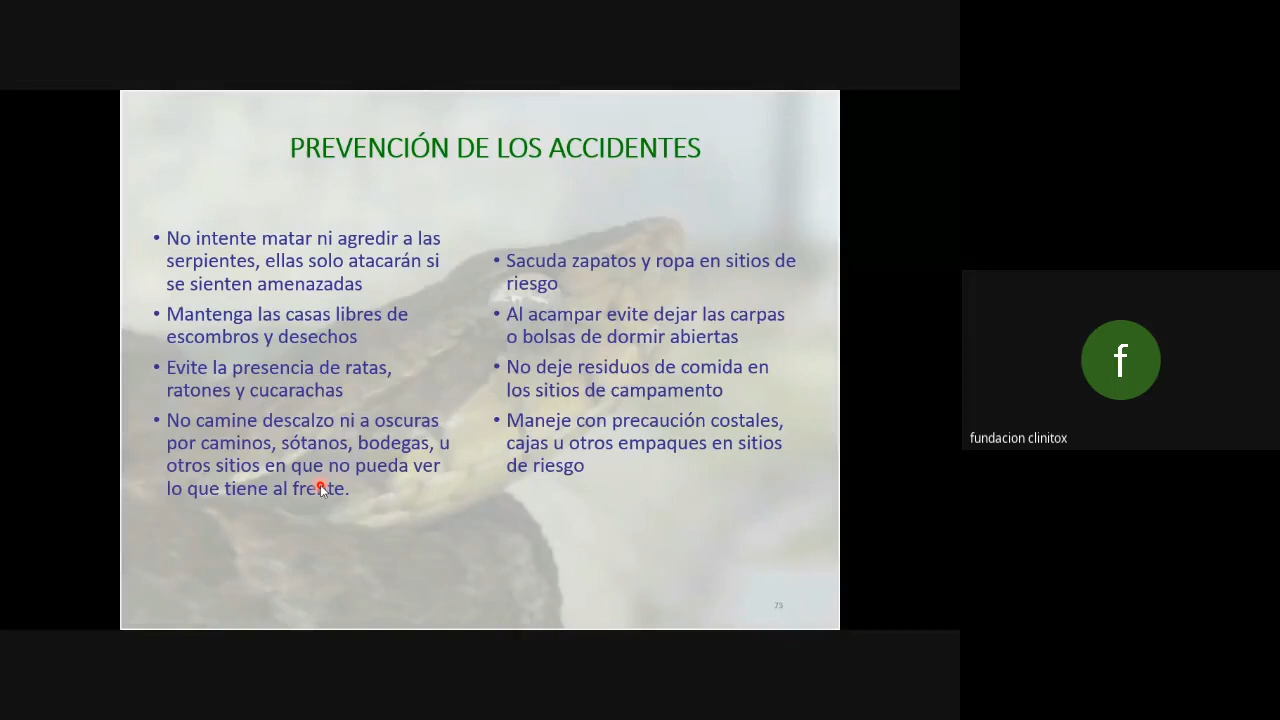 PREVENCIÓN DE LOS ACCIDENTES
• No intente matar ni agredir a las
serpientes, ellas solo atacarán si
se sienten amenazadas
• Mantenga las casas libres de
escombros y desechos
• Evite la presencia de ratas,
ratones y cucarachas
• No camine descalzo ni a oscuras
por caminos, sótanos, bodegas, u
otros sitios en que no pueda ver
lo que tiene al frente.
• Sacuda zapatos y ropa en sitios de
riesgo
• Al acampar evite dejar las carpas
o bolsas de dormir abiertas
• No deje residuos de comida en
los sitios de campamento
• Maneje con precaución costales,
cajas u otros empaques en sitios
de riesgo
73
f
fundacion clinitox